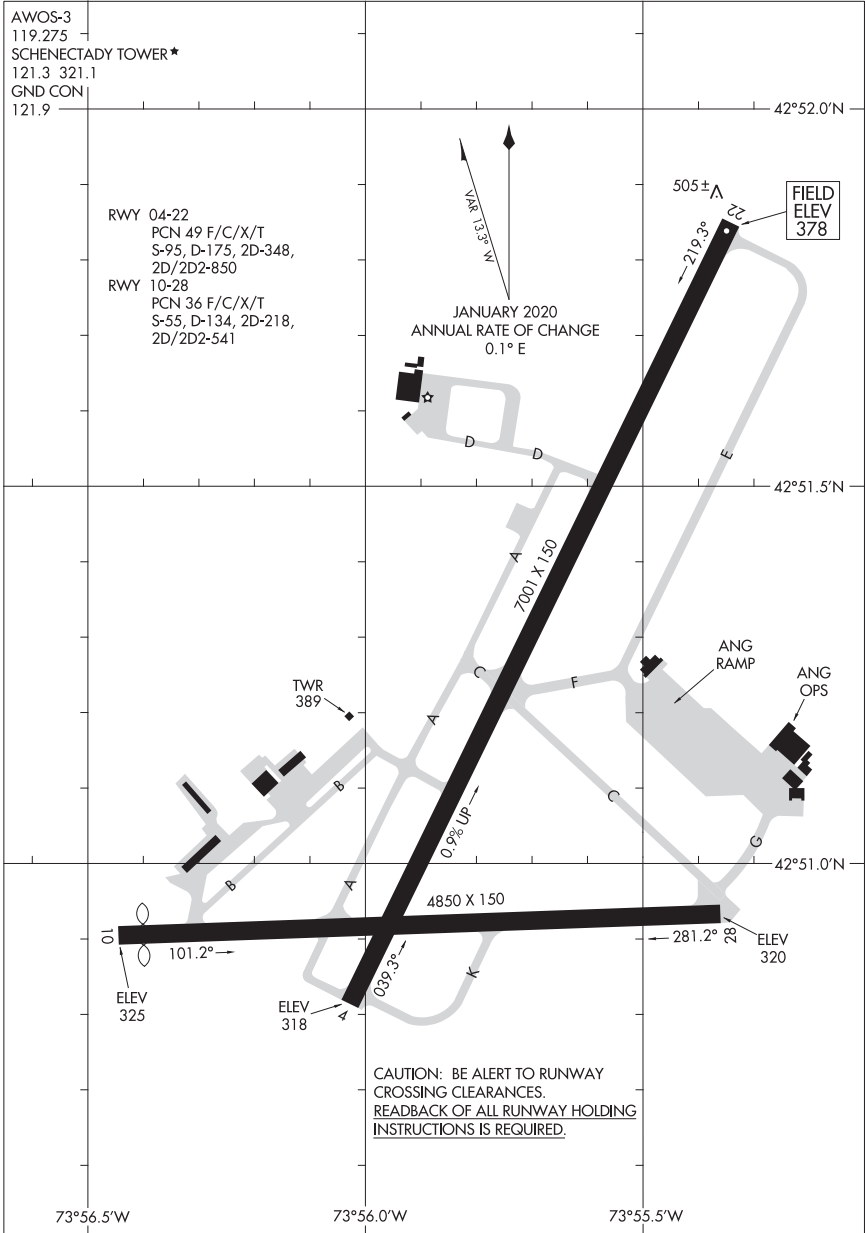 AWOS-3
119.275
SCHENECTADY TOWER★
121.3 321.1
GND CON
121.9
42°52.0'N
505±
22
FIELD
ELEV
378
219.3°
VAR 13.3° W
RWY 04-22
PCN 49 F/C/X/T
S-95, D-175, 2D-348,
2D/2D2-850
RWY 10-28
PCN 36 F/C/X/T
S-55, D-134, 2D-218,
2D/2D2-541
JANUARY 2020
ANNUAL RATE OF CHANGE
0.1° E
D
D
E
42°51.5'N
A
7001 X 150
ANG
RAMP
ANG
OPS
C
F
TWR
389
A
B
C
0.9% UP
G
42°51.0'N
B
A
4850 X 150
10
101.2°
281.2°
28
ELEV
320
039.3°
K
ELEV
325
ELEV
318
4
CAUTION: BE ALERT TO RUNWAY
CROSSING CLEARANCES.
READBACK OF ALL RUNWAY HOLDING
INSTRUCTIONS IS REQUIRED.
73°56.5'W
73°56.0'W
73°55.5'W